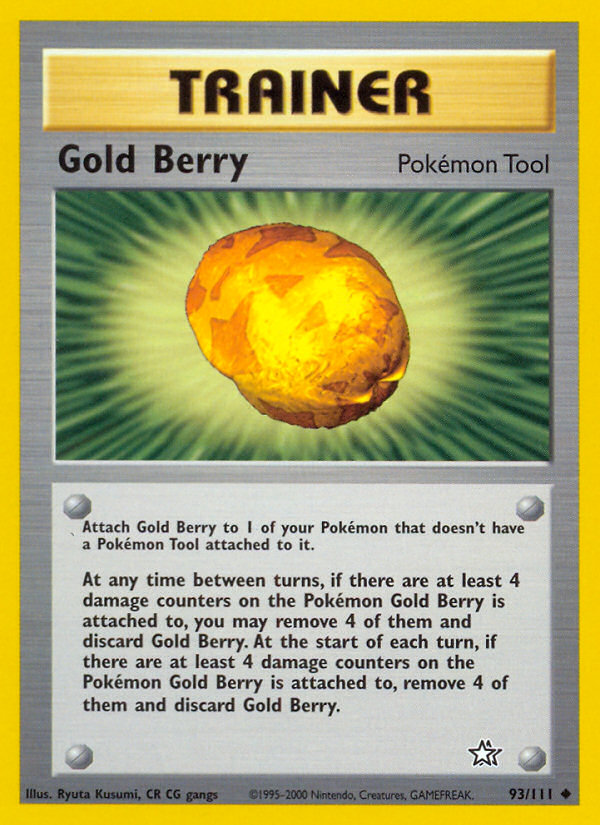 TRAINER
Gold Berry
Pokémon Tool
Attach Gold Berry to 1 of your Pokémon that doesn't have
a Pokémon Tool attached to it.
At any time between turns, if there are at least 4
damage counters on the Pokémon Gold Berry is
attached to, you may remove 4 of them and
discard Gold Berry. At the start of each turn, if
there are at least 4 damage counters on the
Pokémon Gold Berry is attached to, remove 4 of
them and discard Gold Berry.
Illus. Ryuta Kusumi, CR CG gangs
©1995-2000 Nintendo, Creatures, GAMEFREAK.
93/111